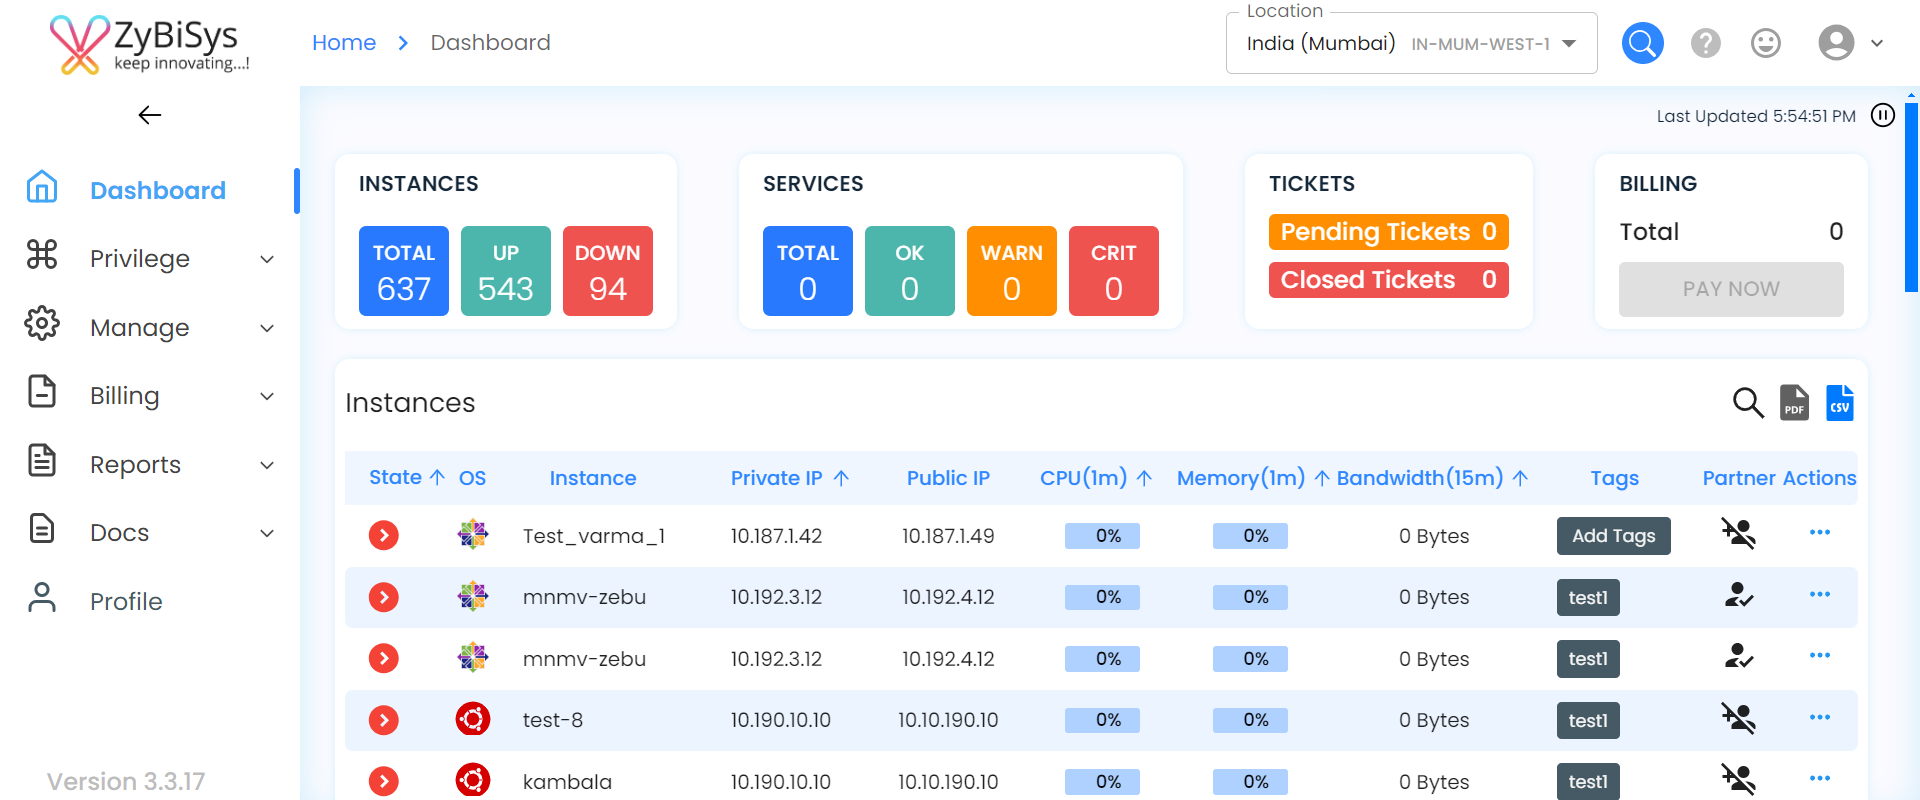 ZyBiSys
keep innovating...!
Home > Dashboard
Location
India (Mumbai) IN-MUM-WEST-1
Last Updated 5:54:51 PM
Dashboard
Privilege
Manage
Billing
Reports
Docs
Profile
Version 3.3.17
INSTANCES
TOTAL 637
UP 543
DOWN 94
SERVICES
TOTAL 0
OK 0
WARN 0
CRIT 0
TICKETS
Pending Tickets 0
Closed Tickets 0
BILLING
Total 0
PAY NOW
Instances
PDF
CSV
State OS Instance Private IP Public IP CPU(1m) Memory(1m) Bandwidth(15m) Tags Partner Actions
Test_varma_1 10.187.1.42 10.187.1.49 0% 0% 0 Bytes Add Tags
mnmv-zebu 10.192.3.12 10.192.4.12 0% 0% 0 Bytes test1
mnmv-zebu 10.192.3.12 10.192.4.12 0% 0% 0 Bytes test1
test-8 10.190.10.10 10.10.190.10 0% 0% 0 Bytes test1
kambala 10.190.10.10 10.10.190.10 0% 0% 0 Bytes test1